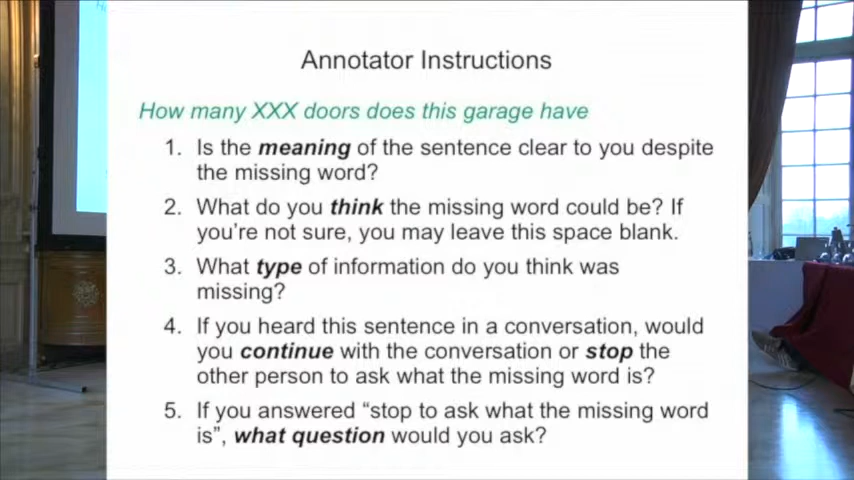 Annotator Instructions
How many XXX doors does this garage have
1. Is the meaning of the sentence clear to you despite
the missing word?
2. What do you think the missing word could be? If
you're not sure, you may leave this space blank.
3. What type of information do you think was
missing?
4. If you heard this sentence in a conversation, would
you continue with the conversation or stop the
other person to ask what the missing word is?
5. If you answered “stop to ask what the missing word
is”, what question would you ask?